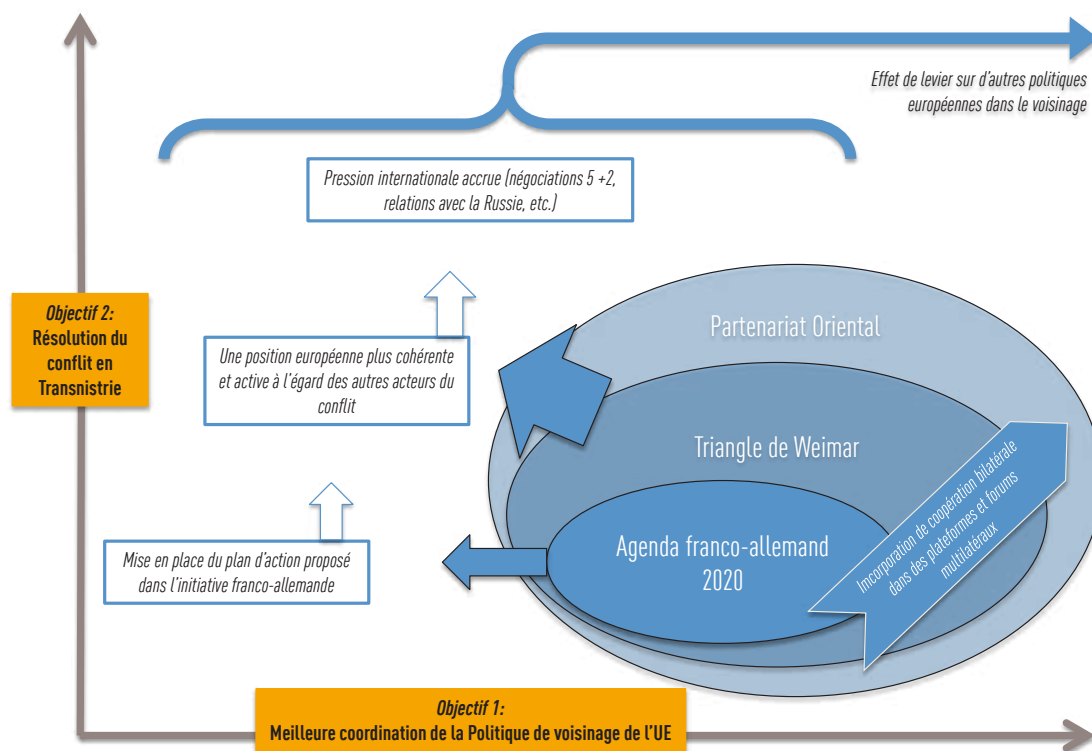 Effet de levier sur d'autres politiques
européennes dans le voisinage
Pression internationale accrue (négociations 5 +2,
relations avec la Russie, etc.)
Objectif 2:
Résolution du
conflit en
Transnistrie
Une position européenne plus cohérente
et active à l'égard des autres acteurs du
conflit
Partenariat Oriental
Triangle de Weimar
Agenda franco-allemand
2020
Imcorporation de coopération bilatérale
dans des plateformes et forums
multilatéraux
Mise en place du plan d'action proposé
dans l'initiative franco-allemande
Objectif 1:
Meilleure coordination de la Politique de voisinage de l'UE